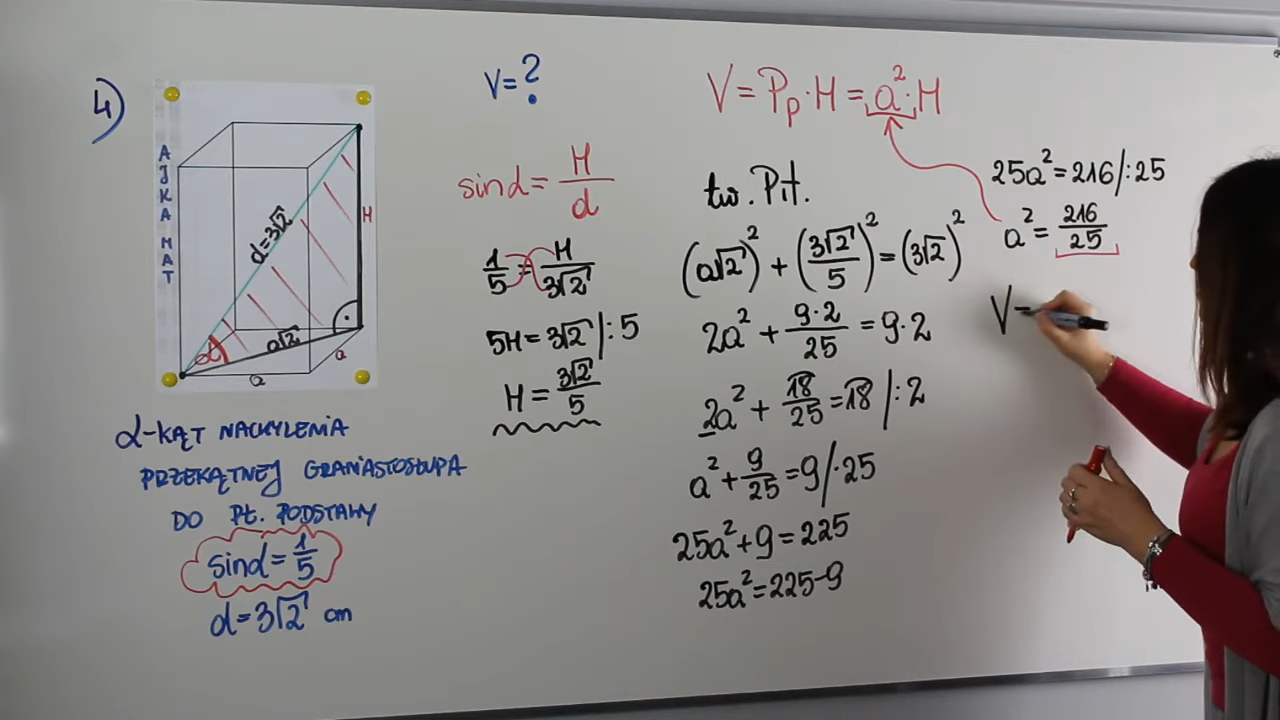 4)
AJKA MAT
d=3√2
H
α
a√2
a
a
α-KĄT NACHYLENIA
PRZEKĄTNEJ GRANIASTOSŁUPA
DO PŁ. PODSTAWY
sinα=1/5
d=3√2 cm
V=?
sinα=H/d
1/5=H/3√2
5H=3√2 /:5
H=3√2/5
V=Pp·H=a²·H
tw. Pit.
(a√2)²+(3√2/5)²=(3√2)²
2a²+9·2/25=9·2
2a²+18/25=18 /:2
a²+9/25=9/·25
25a²+9=225
25a²=225-9
25a²=216/:25
a²=216/25
V=